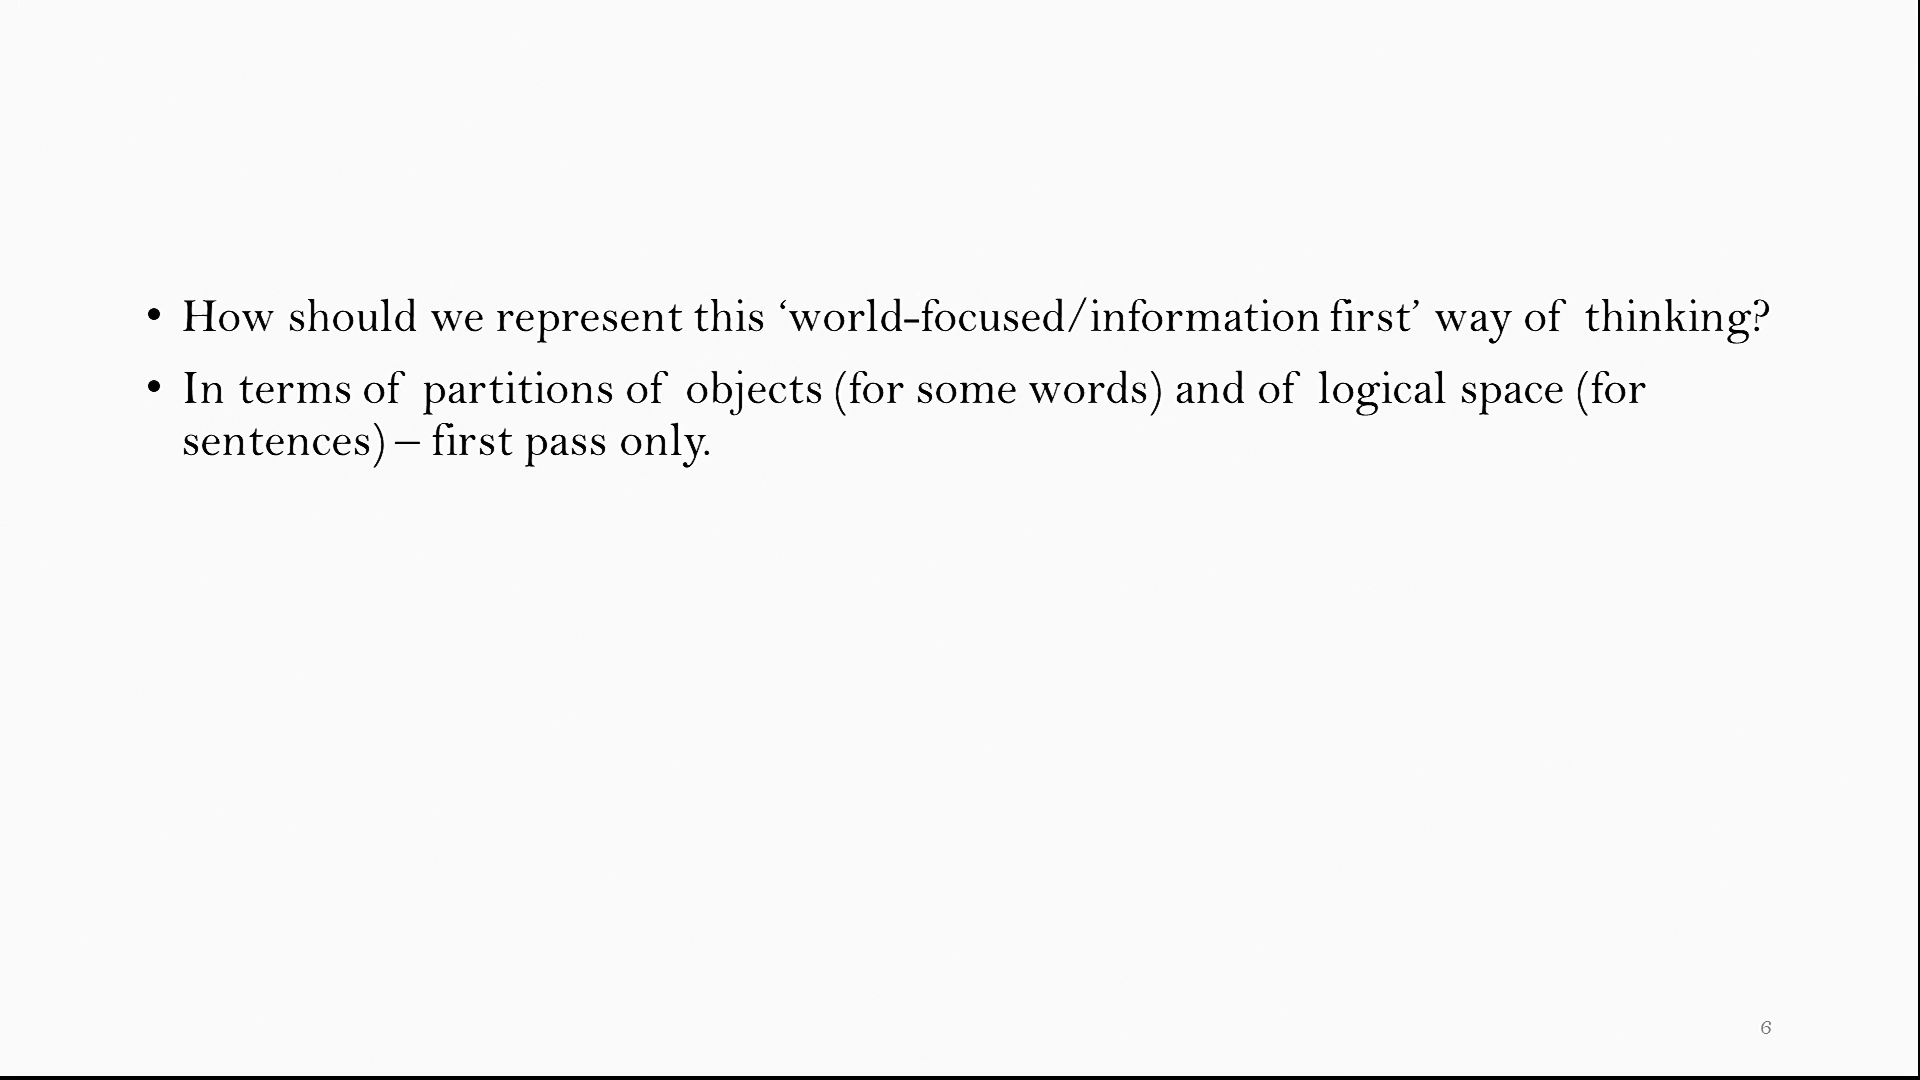 • How should we represent this ‘world-focused/information first’ way of thinking?
• In terms of partitions of objects (for some words) and of logical space (for
sentences) – first pass only.
6